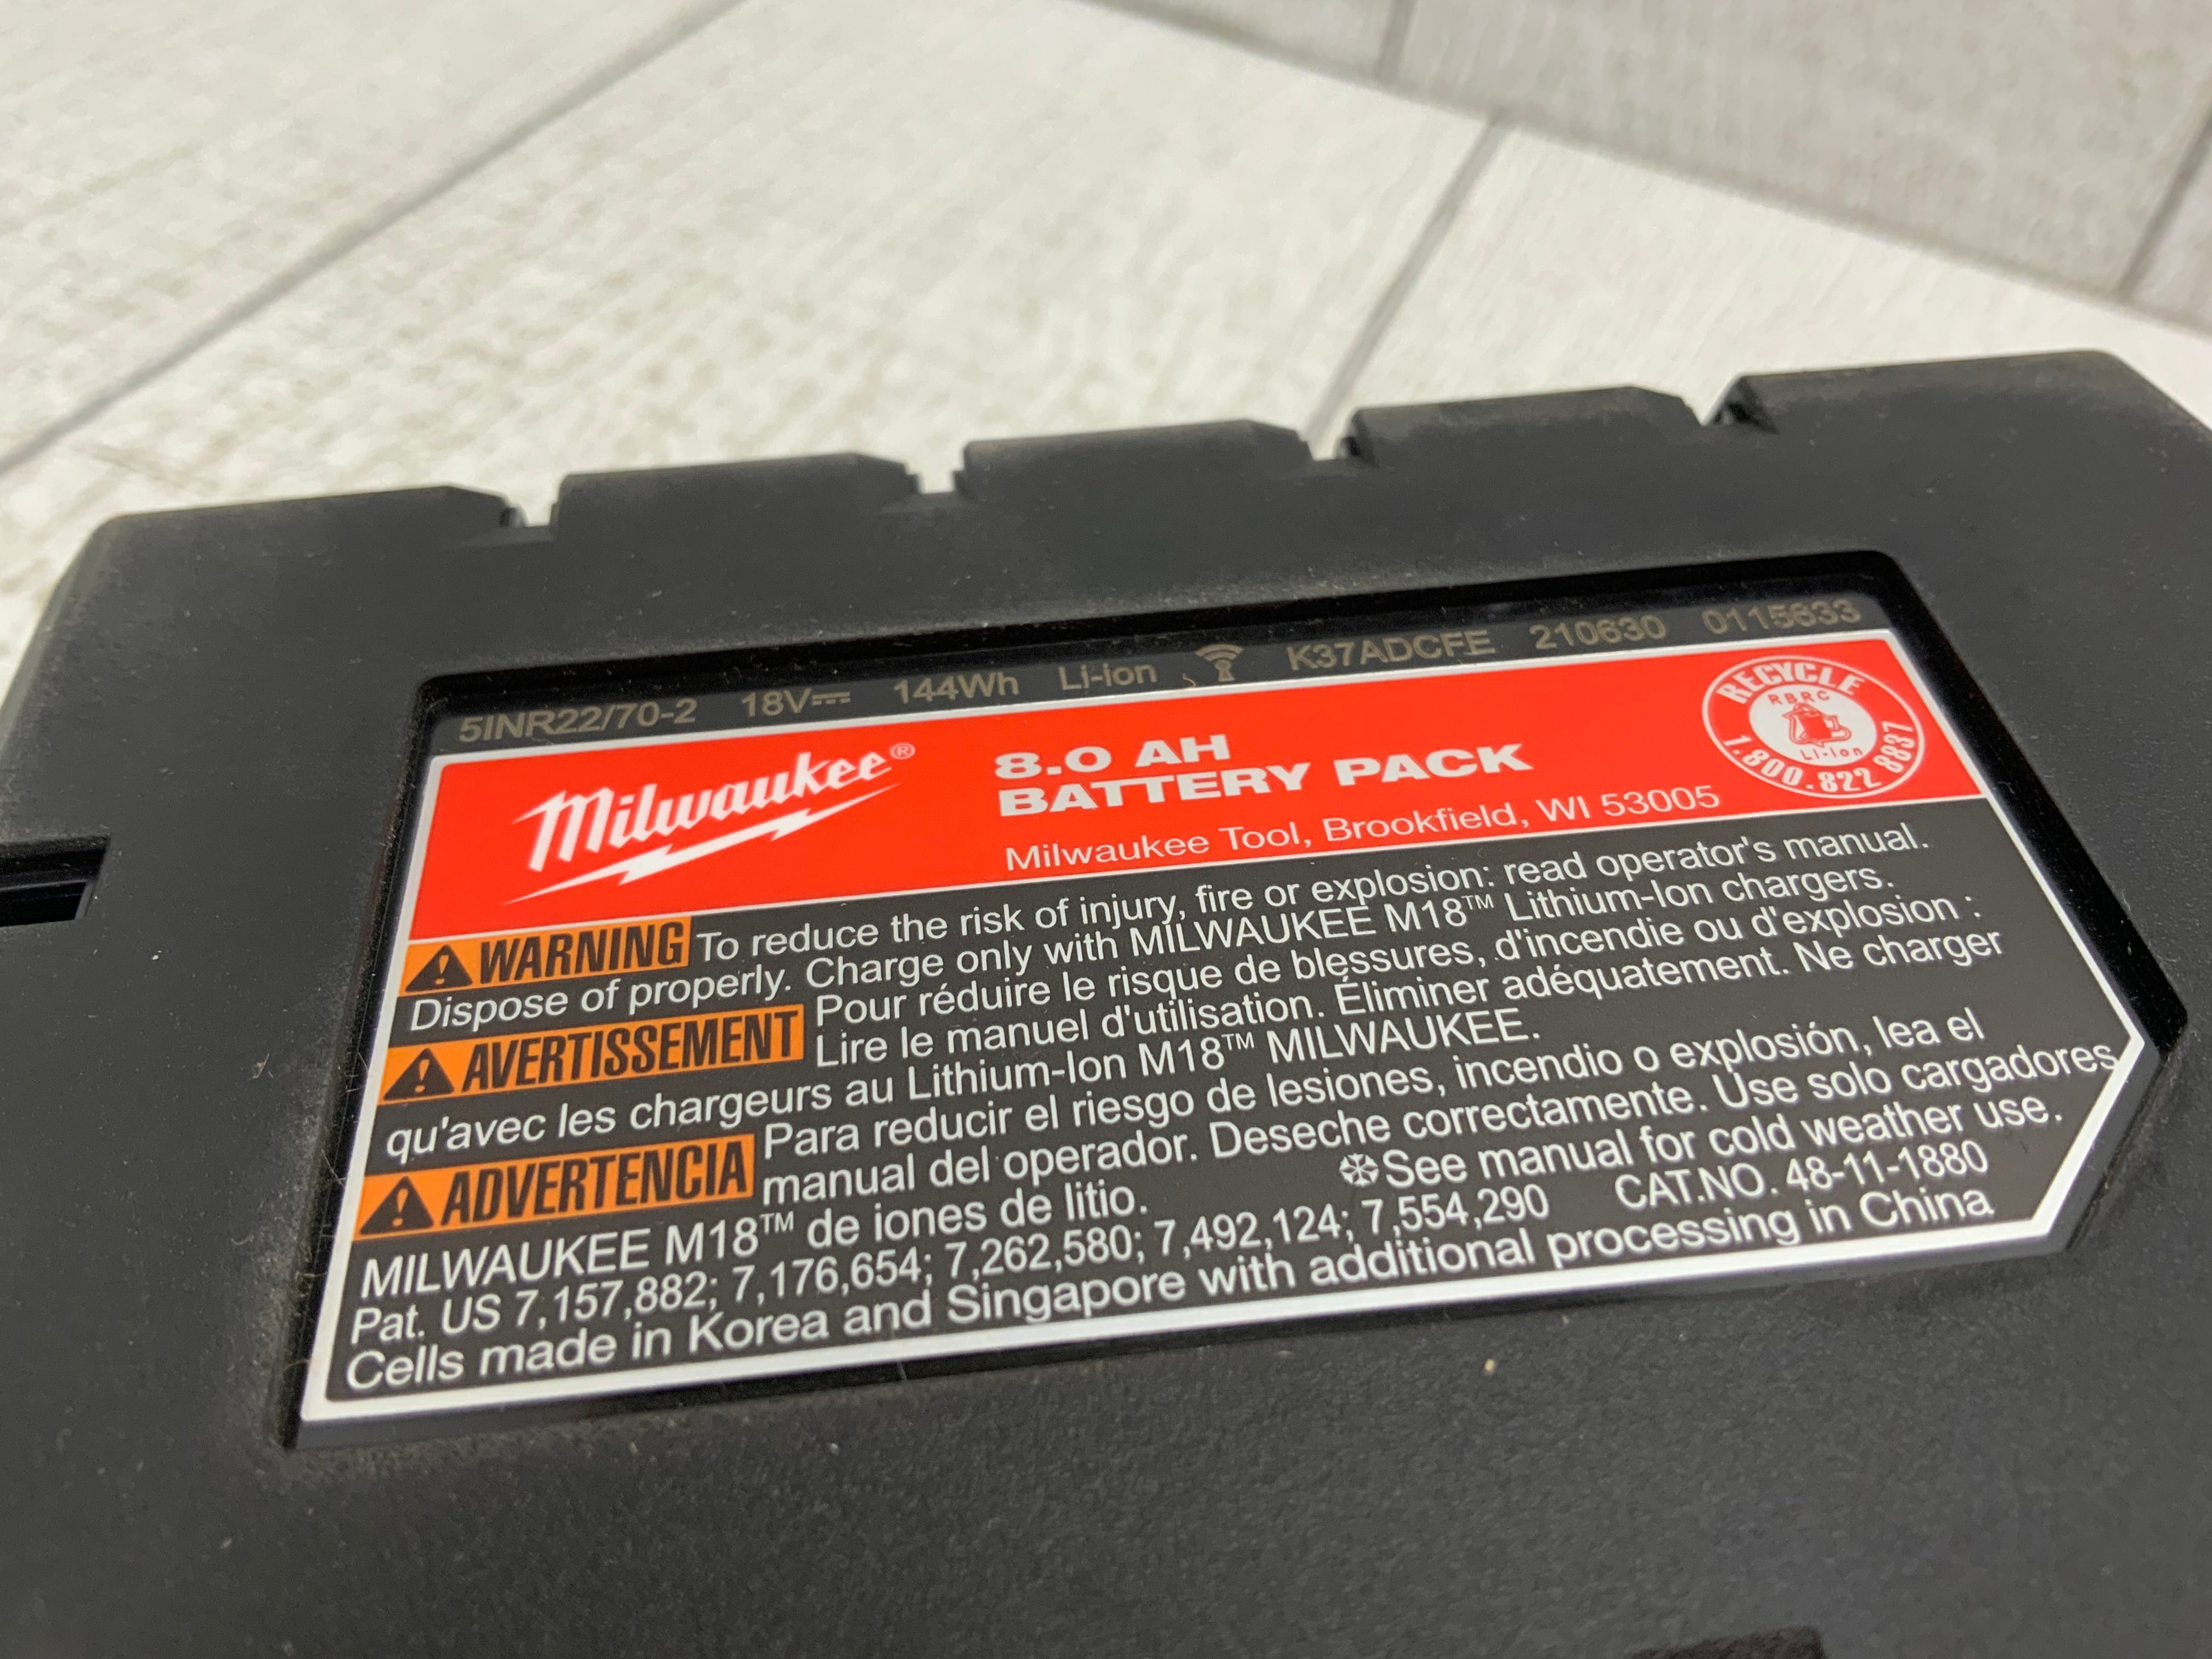 5INR22/70-2 18V⎓ 144Wh Li-ion K37ADCFE 210630 0115633
Milwaukee®
8.0 AH
BATTERY PACK
Milwaukee Tool, Brookfield, WI 53005
RECYCLE
RBRC
Li-ion
1.800.822 8837
WARNING To reduce the risk of injury, fire or explosion: read operator's manual.
Dispose of properly. Charge only with MILWAUKEE M18™ Lithium-Ion chargers.
AVERTISSEMENT Pour réduire le risque de blessures, d'incendie ou d'explosion :
Lire le manuel d'utilisation. Éliminer adéquatement. Ne charger
qu'avec les chargeurs au Lithium-Ion M18™ MILWAUKEE.
ADVERTENCIA Para reducir el riesgo de lesiones, incendio o explosión, lea el
manual del operador. Deseche correctamente. Use solo cargadores
MILWAUKEE M18™ de iones de litio. See manual for cold weather use.
Pat. US 7,157,882; 7,176,654; 7,262,580; 7,492,124; 7,554,290 CAT.NO. 48-11-1880
Cells made in Korea and Singapore with additional processing in China